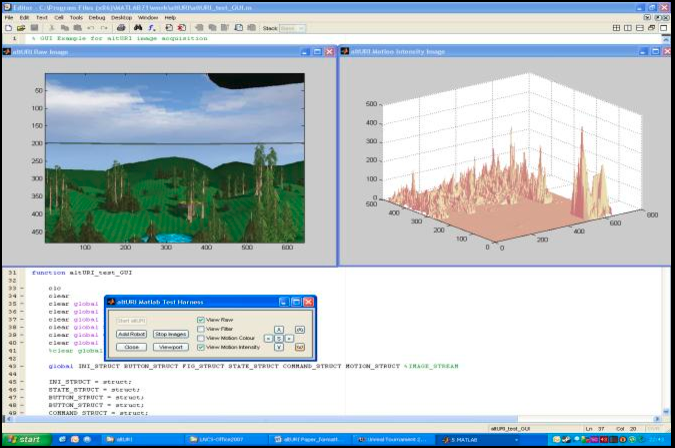 Editor - C:\Program Files (x86)\MATLAB71\work\altURI\altURI_test_GUI.m
File Edit Text Cell Tools Debug Desktop Window Help
Stack:
1 % GUI Example for altURI image acquisition
altURI Raw Image
altURI Motion Intensity Image
50
100
150
200
250
300
350
400
450
100 200 300 400 500 600
500
400
300
200
100
0
600
400
300
200
100
0
0
200
400
600
800
31 function altURI_test_GUI
32
33 - clc
34 - clear
35 - clear global
36 - clear global
37 - clear global
38 - clear global
39 - clear global
40 - clear global
41 %clear global
altURI Matlab Test Harness
Start altURI
Add Robot Stop Images
Close Viewport
View Raw
View Filter
View Motion Colour
View Motion Intensity
42
43 - global INI_STRUCT BUTTON_STRUCT FIG_STRUCT STATE_STRUCT COMMAND_STRUCT MOTION_STRUCT %IMAGE_STREAM
44
45 - INI_STRUCT = struct;
46 - STATE_STRUCT = struct;
47 - BUTTON_STRUCT = struct;
48 - BUTTON_STRUCT = struct;
49 - COMMAND_STRUCT = struct;
altURI_test_GUI Ln 37 Col 20
start altURI LNCS-Office2007 altURI Paper_format... Unreal Tournament 2... MATLAB